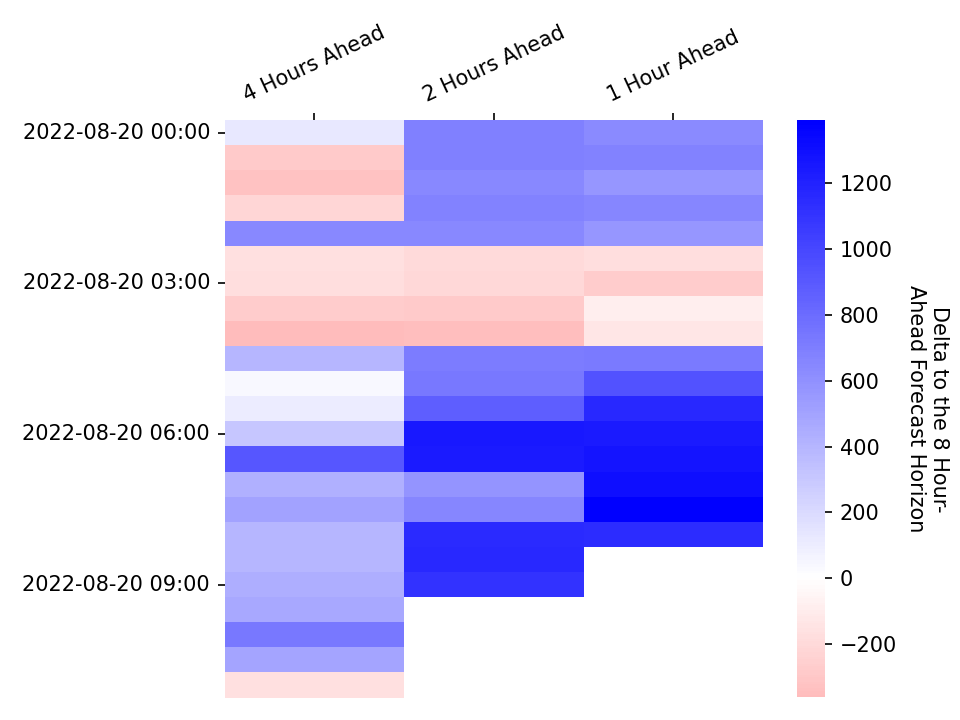 4 Hours Ahead
2 Hours Ahead
1 Hour Ahead
2022-08-20 00:00
2022-08-20 03:00
2022-08-20 06:00
2022-08-20 09:00
1200
1000
800
600
400
200
0
−200
Delta to the 8 Hour-
Ahead Forecast Horizon